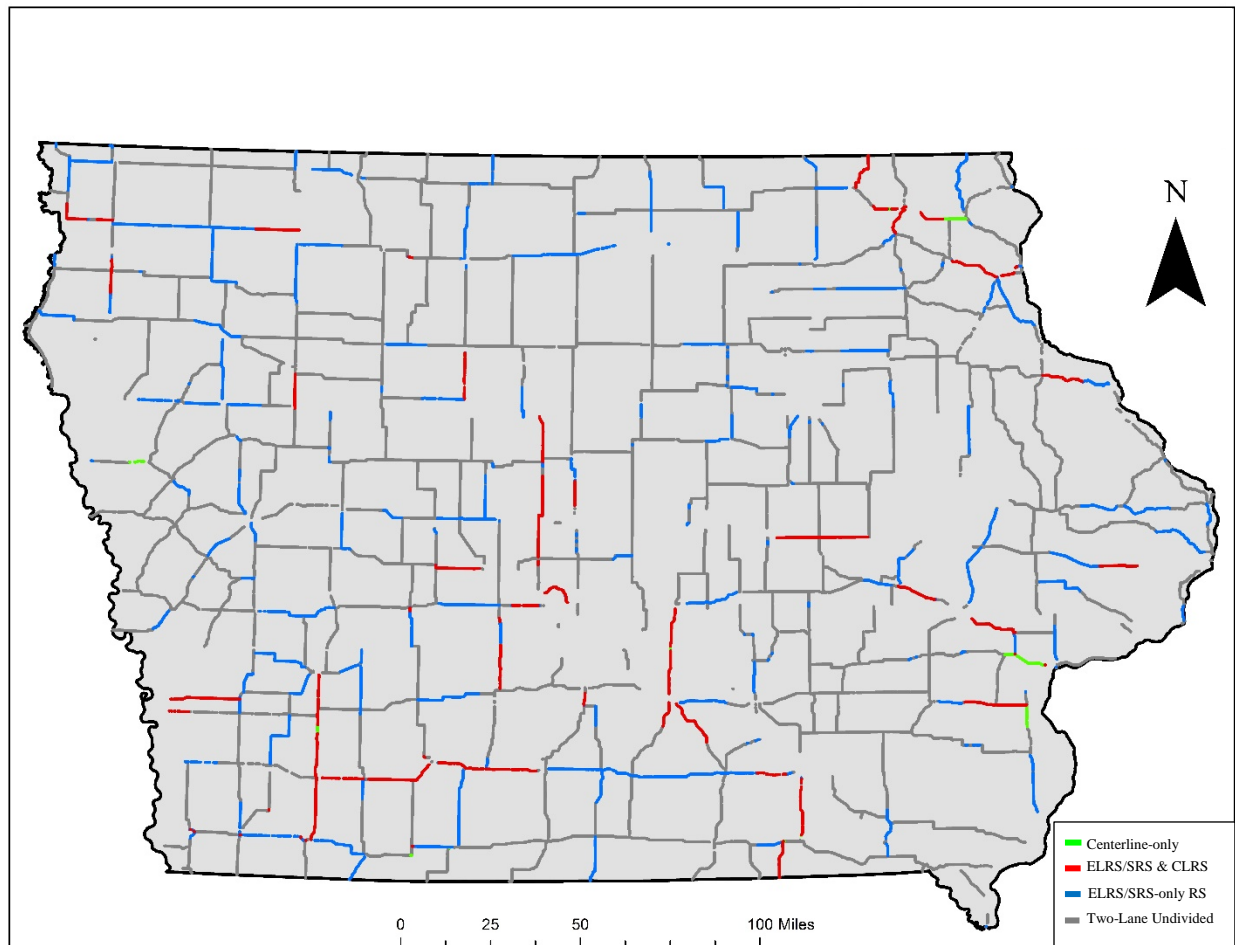 N
Centerline-only
ELRS/SRS & CLRS
ELRS/SRS-only RS
Two-Lane Undivided
0 25 50 100 Miles